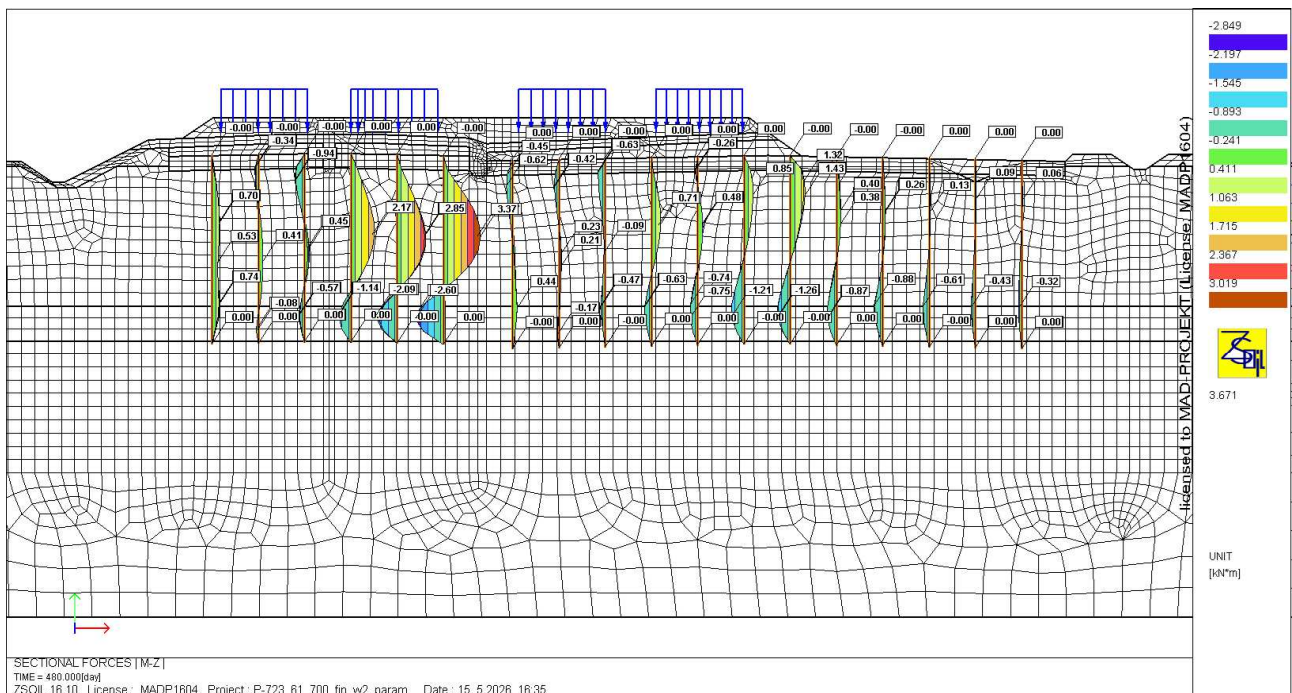 -2.849
-2.197
-1.545
-0.893
-0.241
0.411
1.063
1.715
2.367
3.019
3.671
UNIT
[kN*m]
licensed to MAD-PROJEKT (License: MADP1604)
-0.00 -0.00 -0.00 0.00 0.00 -0.00 0.00 0.00 -0.00 0.00 0.00 0.00 -0.00 -0.00 -0.00 0.00 0.00 0.00
-0.34 -0.45 -0.63 -0.26
-0.94 -0.62 -0.42 0.85 1.32
1.43 0.09 0.06
0.40 0.26 0.13
0.70 0.71 0.48 0.38
2.17 2.85 3.37
0.45 0.23 -0.09
0.53 0.41 0.21
0.74 0.44 -0.47 -0.63 -0.74 -0.88 -0.61 -0.43 -0.32
-0.57 -1.14 -2.09 -2.60 -0.75 -1.21 -1.26 -0.87
-0.08 -0.17
0.00 0.00 0.00 0.00 -0.00 0.00 -0.00 0.00 -0.00 0.00 0.00 -0.00 -0.00 0.00 0.00 -0.00 0.00 0.00
SECTIONAL FORCES | M-Z |
TIME = 480.000[day]
ZSOIL 16.10 License : MADP1604 Project : P-723_61_700_fin_w2_param Date : 15. 5.2026 16:35